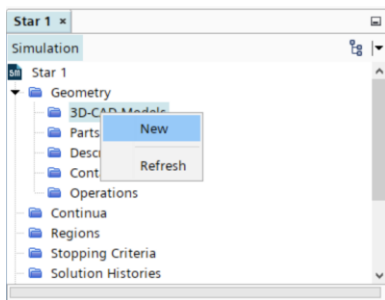 Star 1 ×
Simulation
Star 1
Geometry
3D-CAD Models
Parts
New
Refresh
Operations
Continua
Regions
Stopping Criteria
Solution Histories